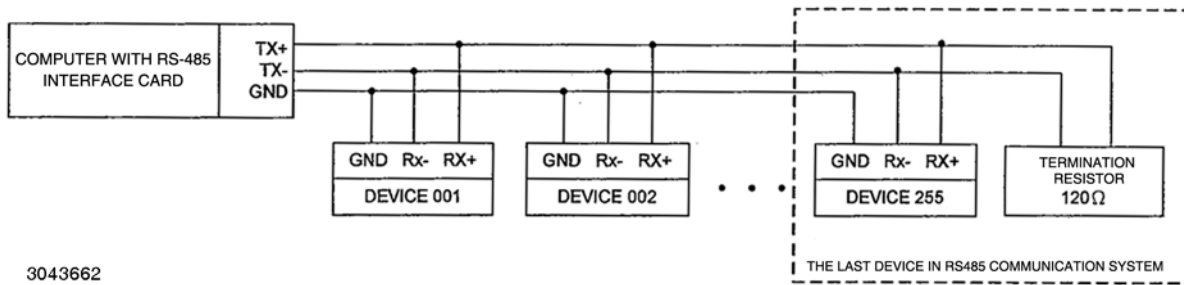 COMPUTER WITH RS-485
INTERFACE CARD
TX+
TX-
GND
GND Rx- RX+
DEVICE 001
GND Rx- RX+
DEVICE 002
GND Rx- RX+
DEVICE 255
TERMINATION
RESISTOR
120Ω
THE LAST DEVICE IN RS485 COMMUNICATION SYSTEM
3043662